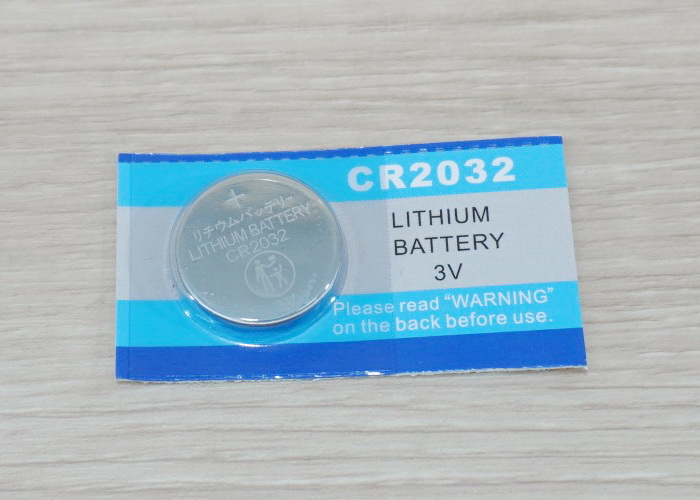 CR2032
LITHIUM
BATTERY
3V
Please read “WARNING”
on the back before use.
+
リチウムバッテリー
LITHIUM BATTERY
CR2032